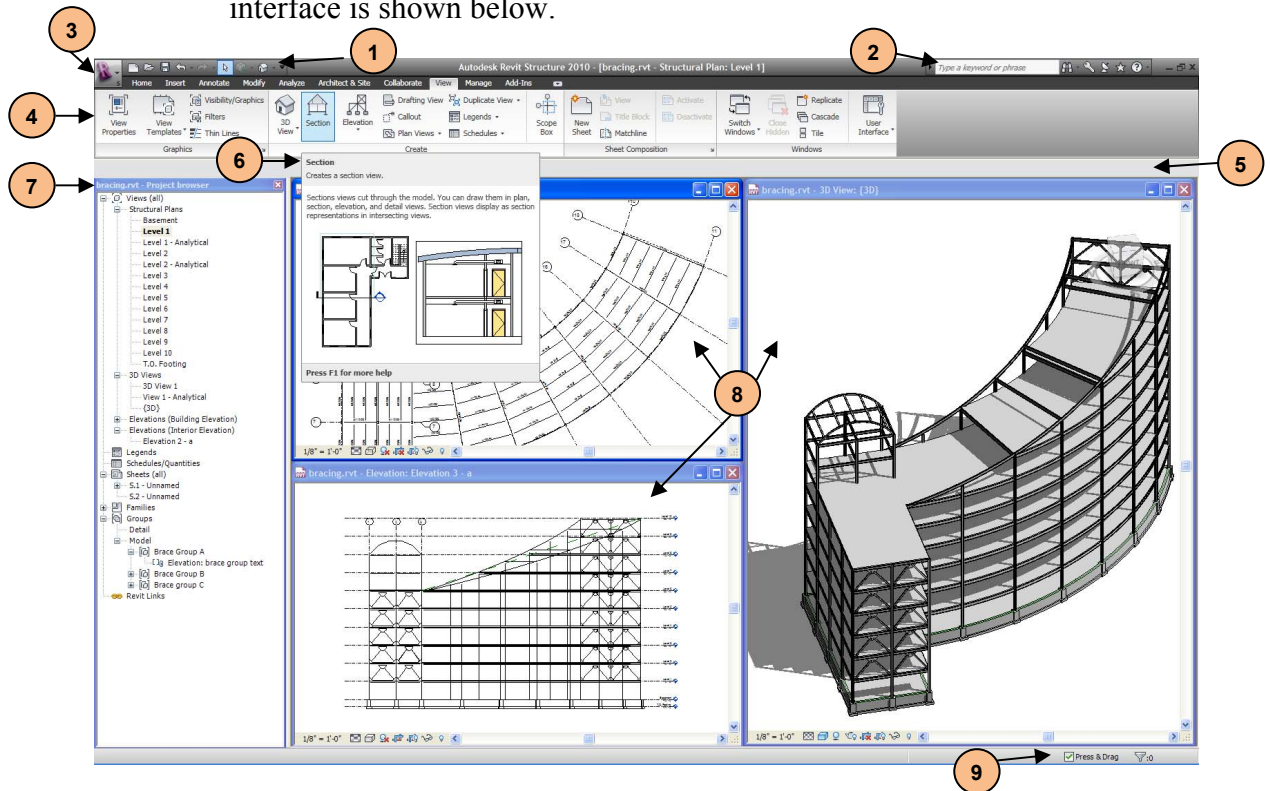 interface is shown below.
3
1
2
Autodesk Revit Structure 2010 - [bracing.rvt - Structural Plan: Level 1]
Type a keyword or phrase
Home Insert Annotate Modify Analyze Architect & Site Collaborate View Manage Add-Ins
4
View Properties
View Templates
Visibility/Graphics
Filters
Thin Lines
Graphics
3D View
Section
Elevation
Drafting View
Callout
Plan Views
Duplicate View
Legends
Schedules
Scope Box
Create
New Sheet
View
Title Block
Matchline
Activate
Deactivate
Sheet Composition
Switch Windows
Close Hidden
Replicate
Cascade
Tile
Windows
User Interface
6
5
7
Section
Creates a section view.
Sections views cut through the model. You can draw them in plan,
section, elevation, and detail views. Section views display as section
representations in intersecting views.
Press F1 for more help
bracing.rvt - Project browser
Views (all)
Structural Plans
Basement
Level 1
Level 1 - Analytical
Level 2
Level 2 - Analytical
Level 3
Level 4
Level 5
Level 6
Level 7
Level 8
Level 9
Level 10
T.O. Footing
3D Views
3D View 1
View 1 - Analytical
{3D}
Elevations (Building Elevation)
Elevations (Interior Elevation)
Elevation 2 - a
Legends
Schedules/Quantities
Sheets (all)
S.1 - Unnamed
S.2 - Unnamed
Families
Groups
Detail
Model
Brace Group A
Elevation: brace group text
Brace Group B
Brace group C
Revit Links
8
1/8" = 1'-0"
bracing.rvt - Elevation: Elevation 3 - a
1/8" = 1'-0"
bracing.rvt - 3D View: {3D}
1/8" = 1'-0"
9
Press & Drag
:0